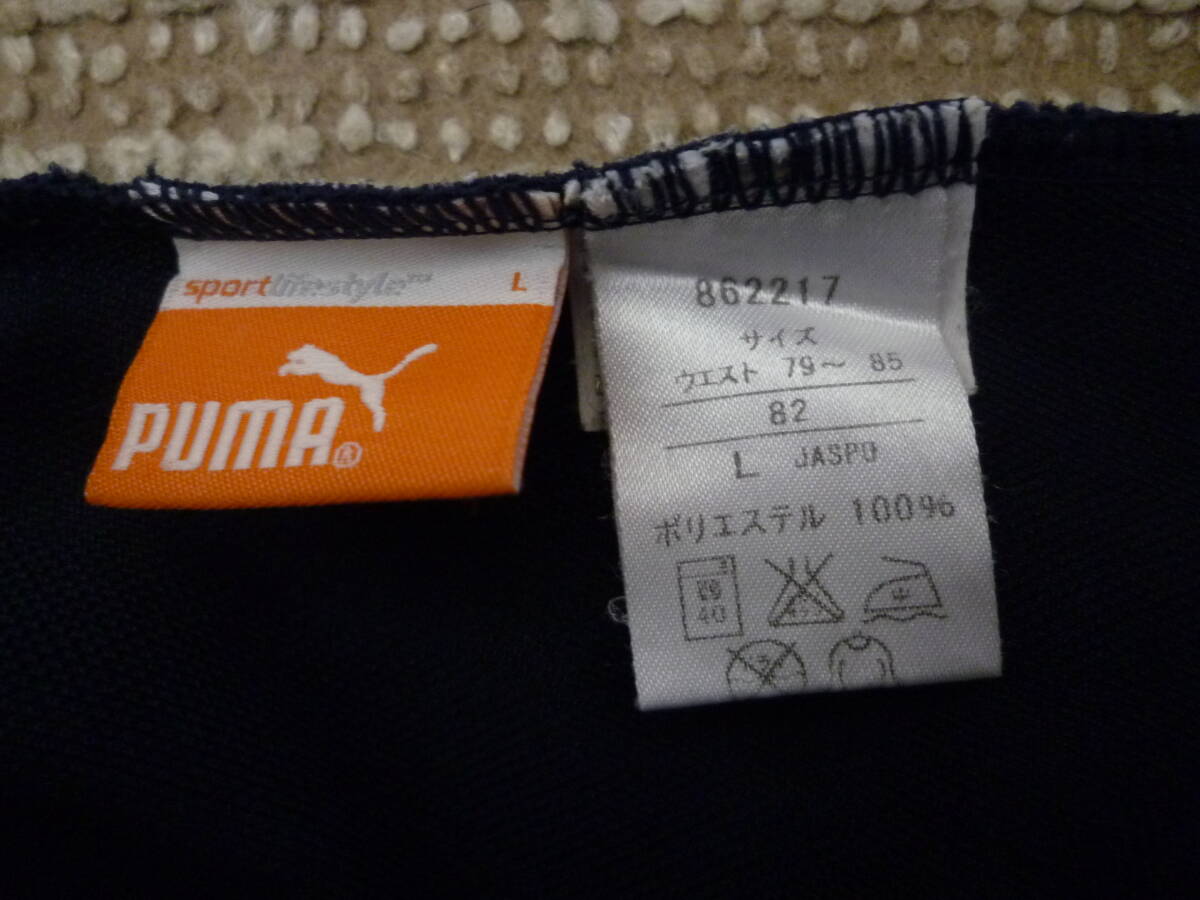 sportlifestyle L
PUMA®
862217
サイズ
ウエスト 79～ 85
82
L JASPO
ポリエステル 100%
40